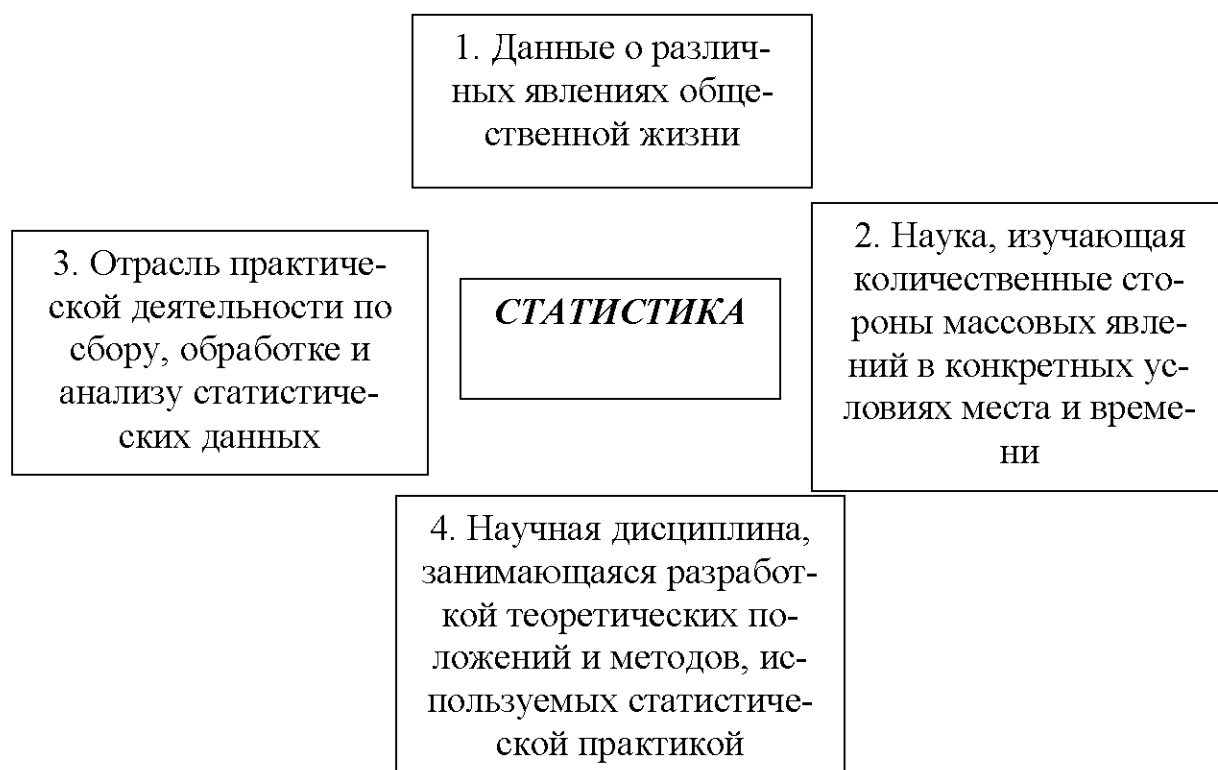 1. Данные о различ-
ных явлениях обще-
ственной жизни
3. Отрасль практиче-
ской деятельности по
сбору, обработке и
анализу статистиче-
ских данных
СТАТИСТИКА
2. Наука, изучающая
количественные сто-
роны массовых явле-
ний в конкретных ус-
ловиях места и време-
ни
4. Научная дисциплина,
занимающаяся разработ-
кой теоретических по-
ложений и методов, ис-
пользуемых статистиче-
ской практикой